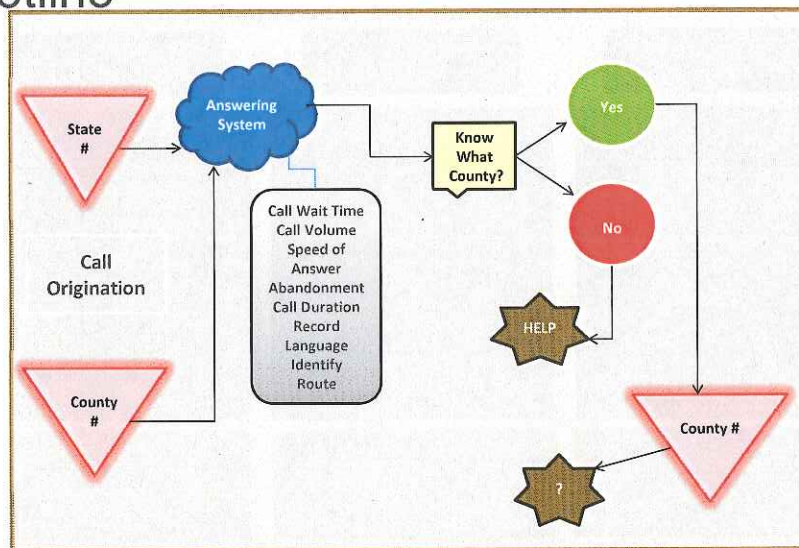 State
#
Answering
System
Know
What
County?
Yes
No
Call
Origination
Call Wait Time
Call Volume
Speed of
Answer
Abandonment
Call Duration
Record
Language
Identify
Route
HELP
County
#
County #
?